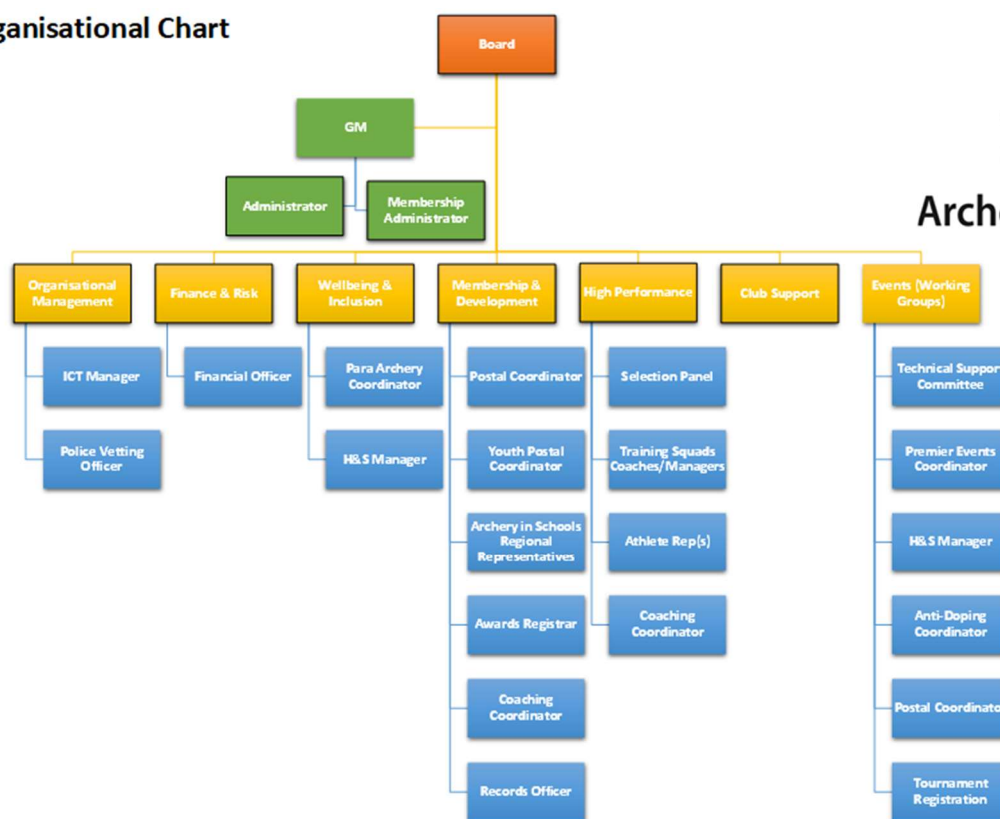 ganisational Chart
Board
GM
Administrator
Membership
Administrator
Arch
Organisational
Management
Finance & Risk
Wellbeing &
Inclusion
Membership &
Development
High Performance
Club Support
Events (Working
Groups)
ICT Manager
Police Vetting
Officer
Financial Officer
Para Archery
Coordinator
H&S Manager
Postal Coordinator
Youth Postal
Coordinator
Archery in Schools
Regional
Representatives
Awards Registrar
Coaching
Coordinator
Records Officer
Selection Panel
Training Squads
Coaches/Managers
Athlete Rep(s)
Coaching
Coordinator
Technical Suppor
Committee
Premier Events
Coordinator
H&S Manager
Anti-Doping
Coordinator
Postal Coordinato
Tournament
Registration